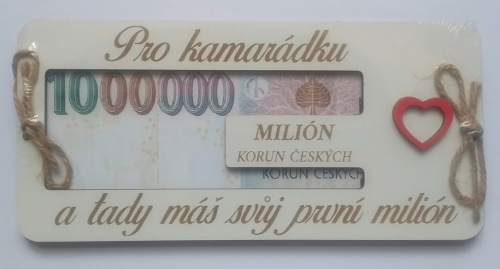 Pro kamarádku
1000000
MILIÓN
KORUN ČESKÝCH
KORUN ČESKÝCH
a tady máš svůj první milión